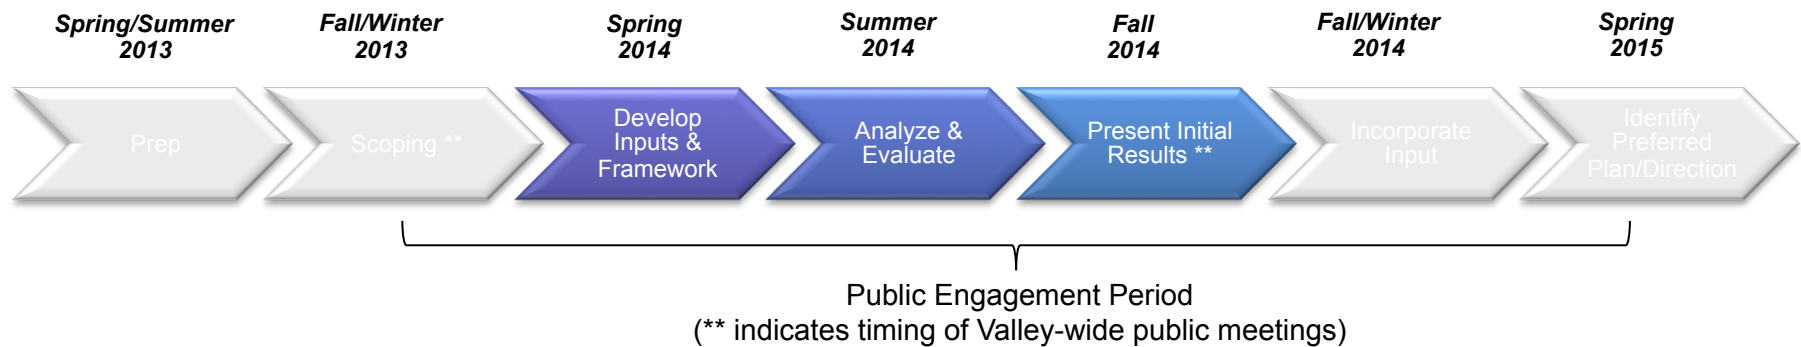 Spring/Summer
2013
Fall/Winter
2013
Spring
2014
Summer
2014
Fall
2014
Fall/Winter
2014
Spring
2015
Prep
Scoping **
Develop
Inputs &
Framework
Analyze &
Evaluate
Present Initial
Results **
Incorporate
Input
Identify
Preferred
Plan/Direction
Public Engagement Period
(** indicates timing of Valley-wide public meetings)